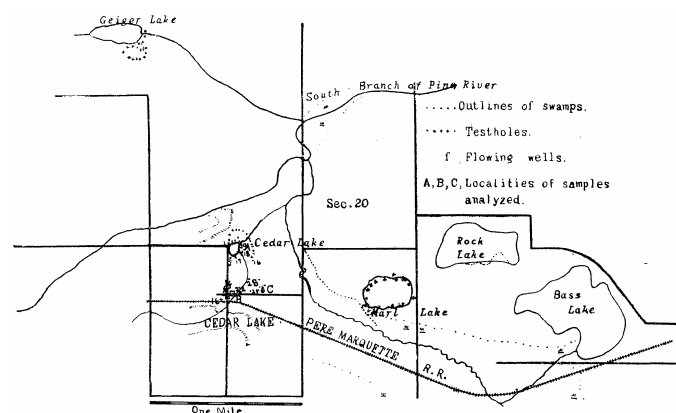 Geiger Lake
South Branch of Pine River
....Outlines of swamps.
Testholes.
f Flowing wells.
A,B,C, Localities of samples
analyzed.
Sec.20
Cedar Lake
Rock
Lake
Bass
Lake
Marl Lake
C
CEDAR LAKE
PERE MARQUETTE R.R.
One Mile